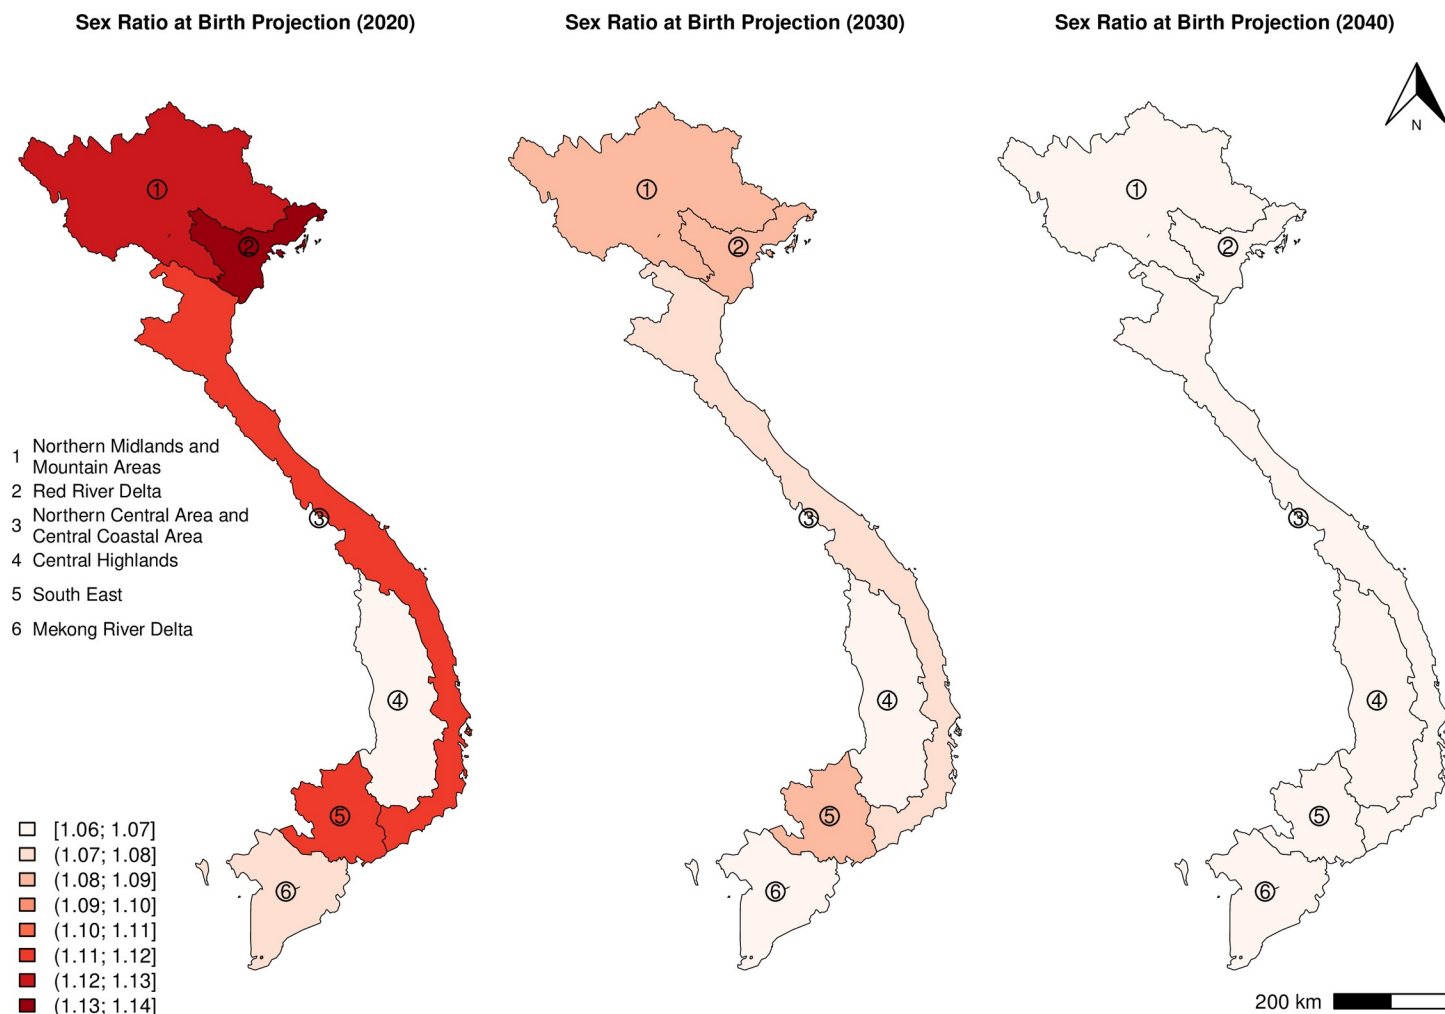 Sex Ratio at Birth Projection (2020)
Sex Ratio at Birth Projection (2030)
Sex Ratio at Birth Projection (2040)
N
1
2
3
4
5
6
1
2
3
4
5
6
1
2
3
4
5
6
1 Northern Midlands and
Mountain Areas
2 Red River Delta
3 Northern Central Area and
Central Coastal Area
4 Central Highlands
5 South East
6 Mekong River Delta
[1.06; 1.07]
(1.07; 1.08]
(1.08; 1.09]
(1.09; 1.10]
(1.10; 1.11]
(1.11; 1.12]
(1.12; 1.13]
(1.13; 1.14]
200 km